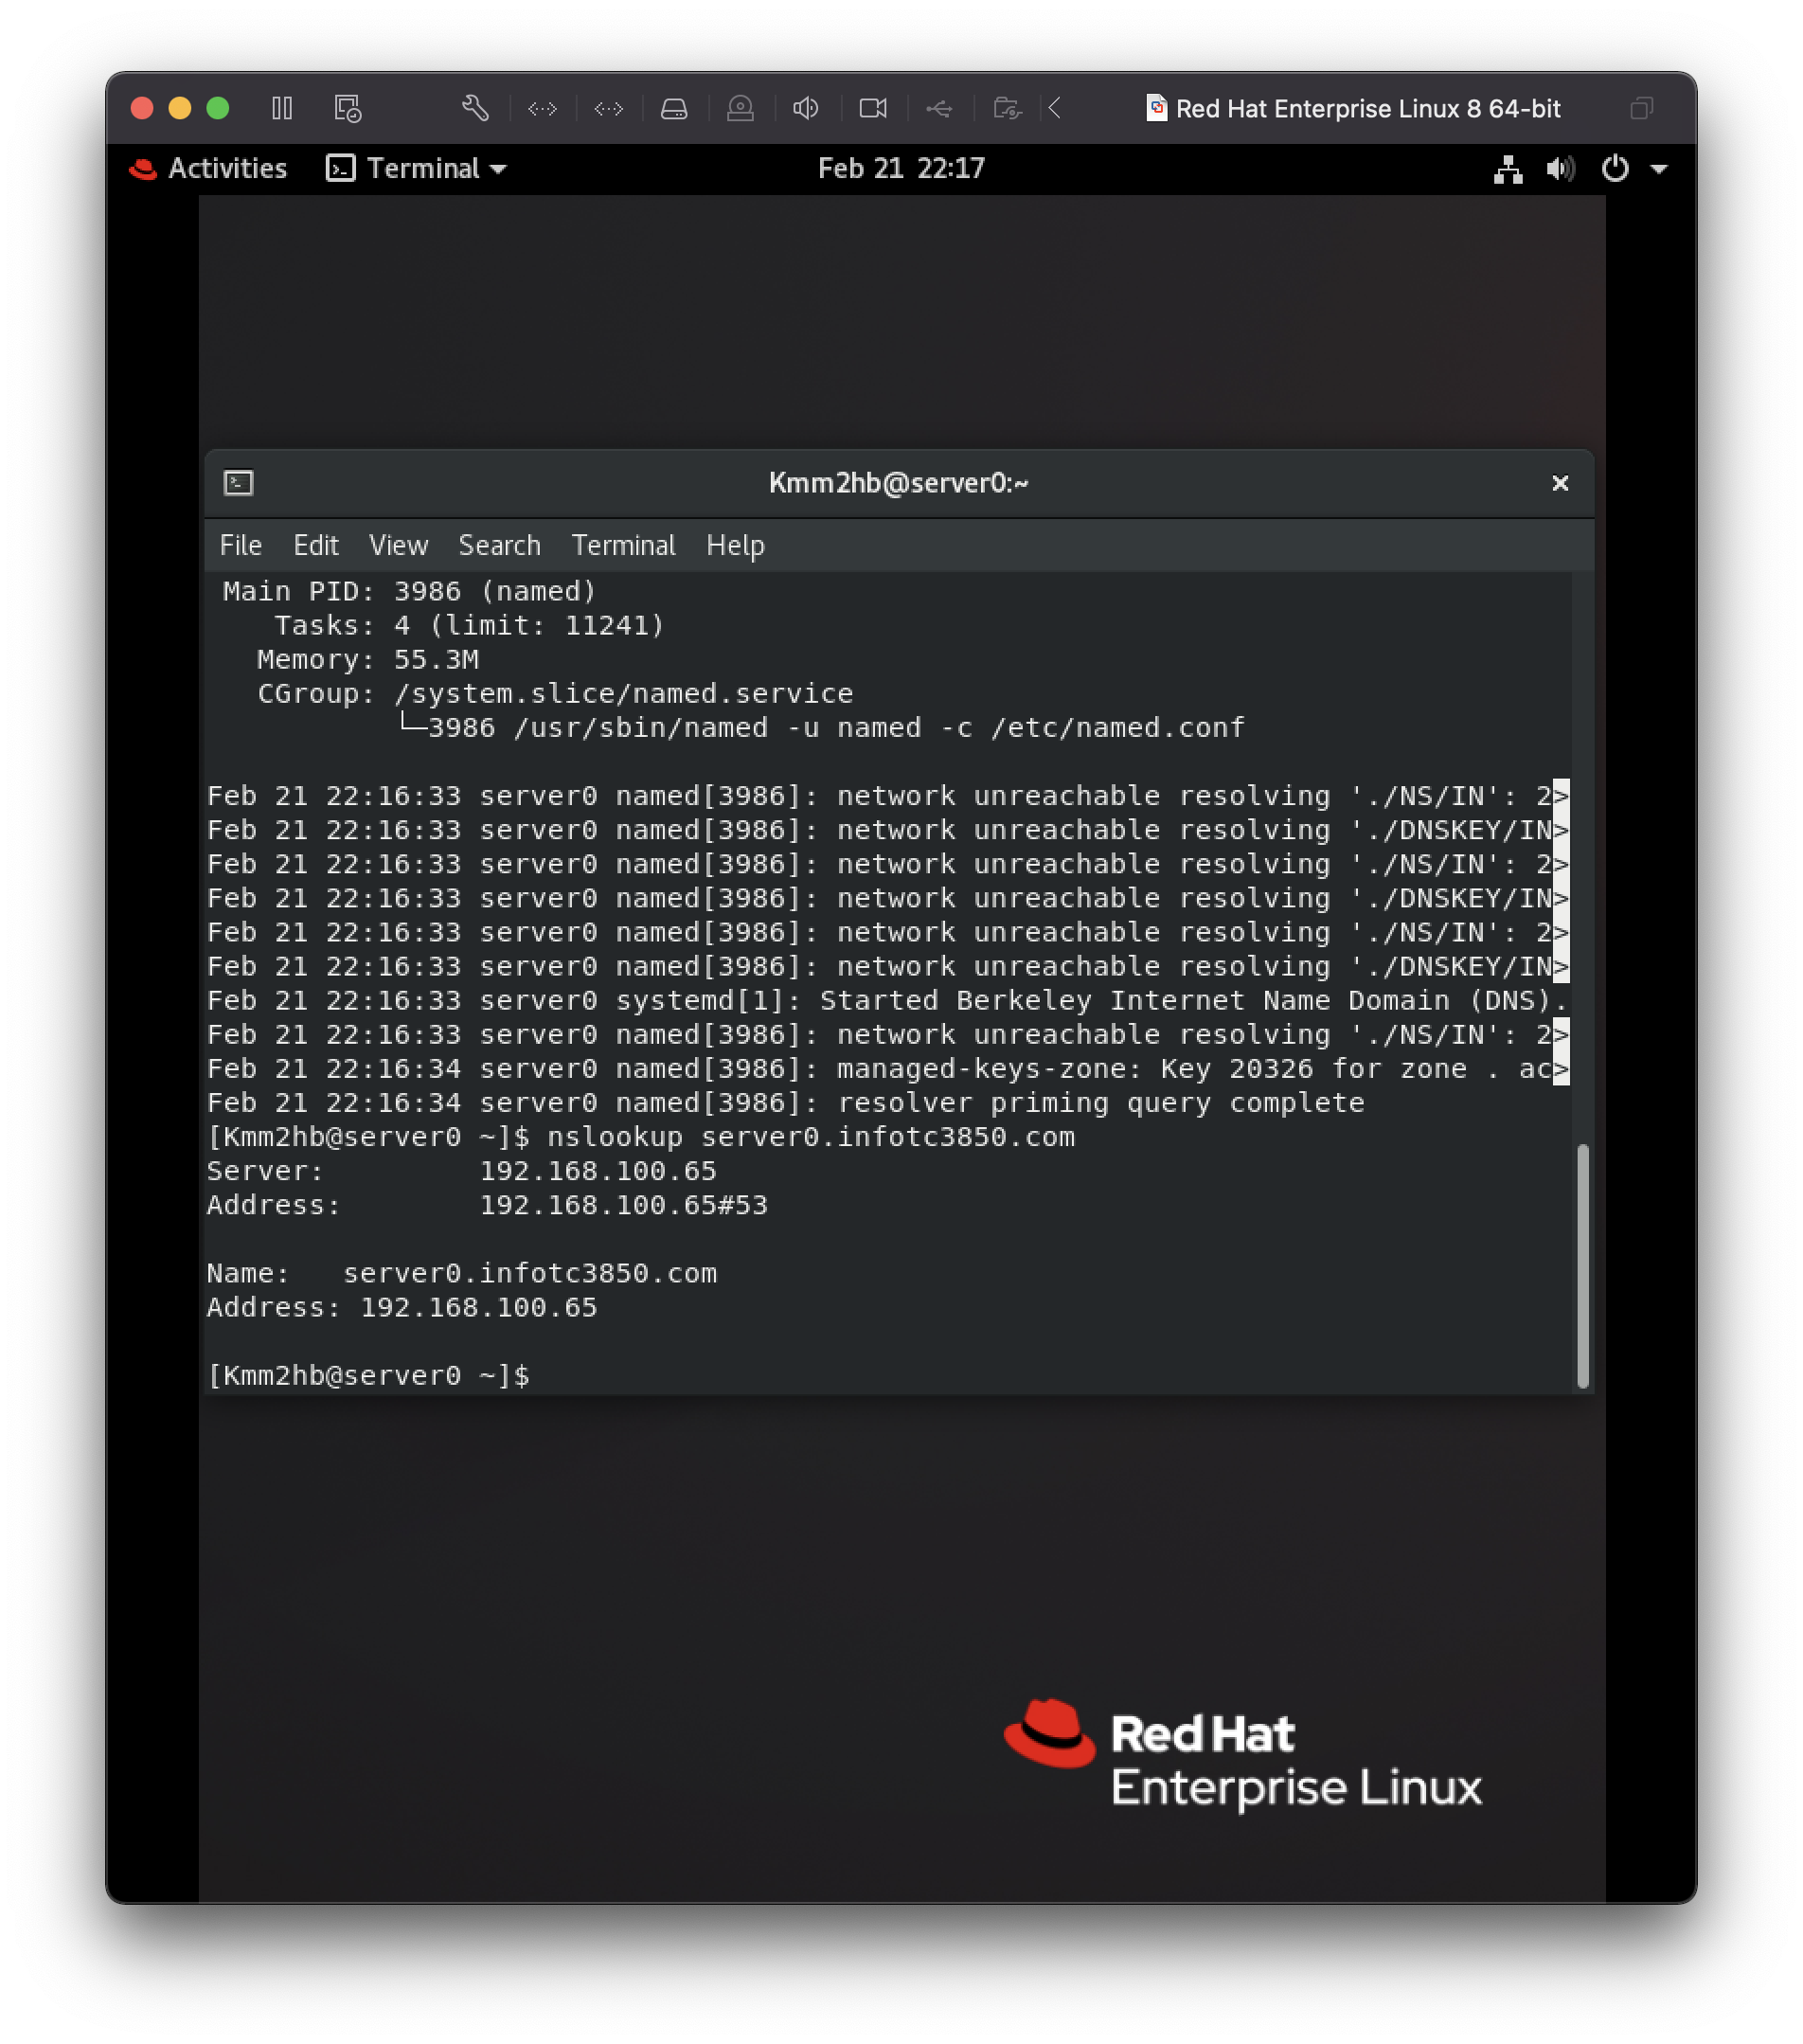 Red Hat Enterprise Linux 8 64-bit
Activities Terminal Feb 21 22:17
Kmm2hb@server0:~
File Edit View Search Terminal Help
Main PID: 3986 (named)
Tasks: 4 (limit: 11241)
Memory: 55.3M
CGroup: /system.slice/named.service
└─3986 /usr/sbin/named -u named -c /etc/named.conf
Feb 21 22:16:33 server0 named[3986]: network unreachable resolving './NS/IN': 2>
Feb 21 22:16:33 server0 named[3986]: network unreachable resolving './DNSKEY/IN>
Feb 21 22:16:33 server0 named[3986]: network unreachable resolving './NS/IN': 2>
Feb 21 22:16:33 server0 named[3986]: network unreachable resolving './DNSKEY/IN>
Feb 21 22:16:33 server0 named[3986]: network unreachable resolving './NS/IN': 2>
Feb 21 22:16:33 server0 named[3986]: network unreachable resolving './DNSKEY/IN>
Feb 21 22:16:33 server0 systemd[1]: Started Berkeley Internet Name Domain (DNS).
Feb 21 22:16:33 server0 named[3986]: network unreachable resolving './NS/IN': 2>
Feb 21 22:16:34 server0 named[3986]: managed-keys-zone: Key 20326 for zone . ac>
Feb 21 22:16:34 server0 named[3986]: resolver priming query complete
[Kmm2hb@server0 ~]$ nslookup server0.infotc3850.com
Server: 192.168.100.65
Address: 192.168.100.65#53
Name: server0.infotc3850.com
Address: 192.168.100.65
[Kmm2hb@server0 ~]$
Red Hat
Enterprise Linux